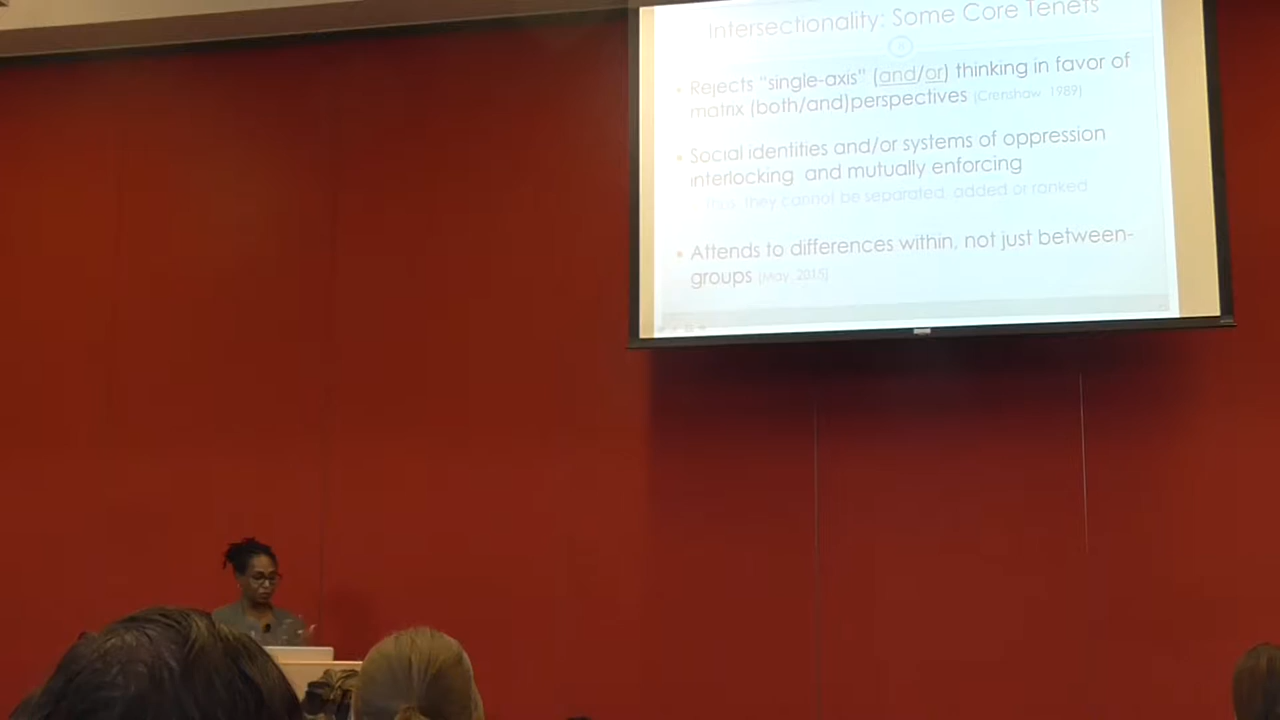 Intersectionality: Some Core Tenets
Rejects "single-axis" (and/or) thinking in favor of
matrix (both/and)perspectives (Crenshaw, 1989)
Social identities and/or systems of oppression
interlocking and mutually enforcing
Thus, they cannot be separated, added or ranked
Attends to differences within, not just between-
groups (May, 2015)